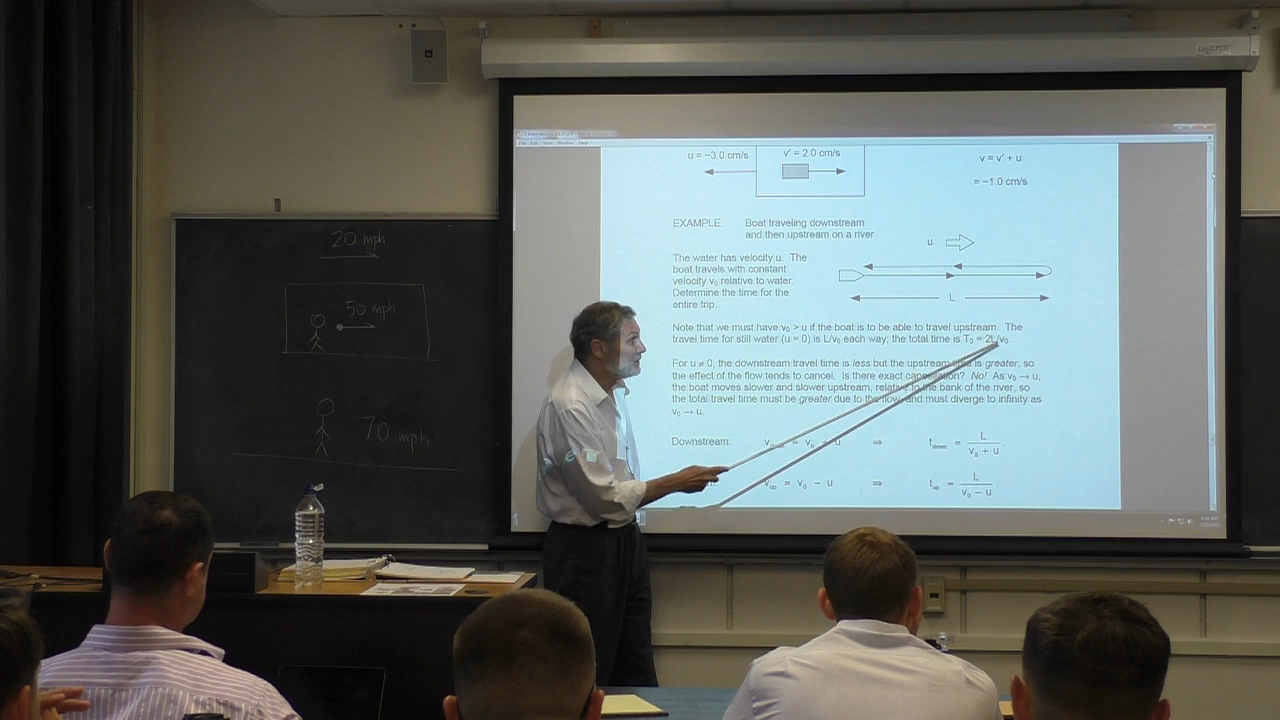 20 mph
50 mph
70 mph
File Edit View Window Help
u = −3.0 cm/s
v′ = 2.0 cm/s
v = v′ + u
= −1.0 cm/s
EXAMPLE: Boat traveling downstream
and then upstream on a river
u
The water has velocity u. The
boat travels with constant
velocity v₀ relative to water.
Determine the time for the
entire trip.
L
Note that we must have v₀ > u if the boat is to be able to travel upstream. The
travel time for still water (u = 0) is L/v₀ each way; the total time is T₀ = 2L/v₀.
For u ≠ 0, the downstream travel time is less but the upstream time is greater, so
the effect of the flow tends to cancel. Is there exact cancellation? No! As v₀ → u,
the boat moves slower and slower upstream, relative to the bank of the river, so
the total travel time must be greater due to the flow, and must diverge to infinity as
v₀ → u.
Downstream: v_down = v₀ + u ⇒ t_down = L / (v₀ + u) .
v_up = v₀ − u ⇒ t_up = L / (v₀ − u)